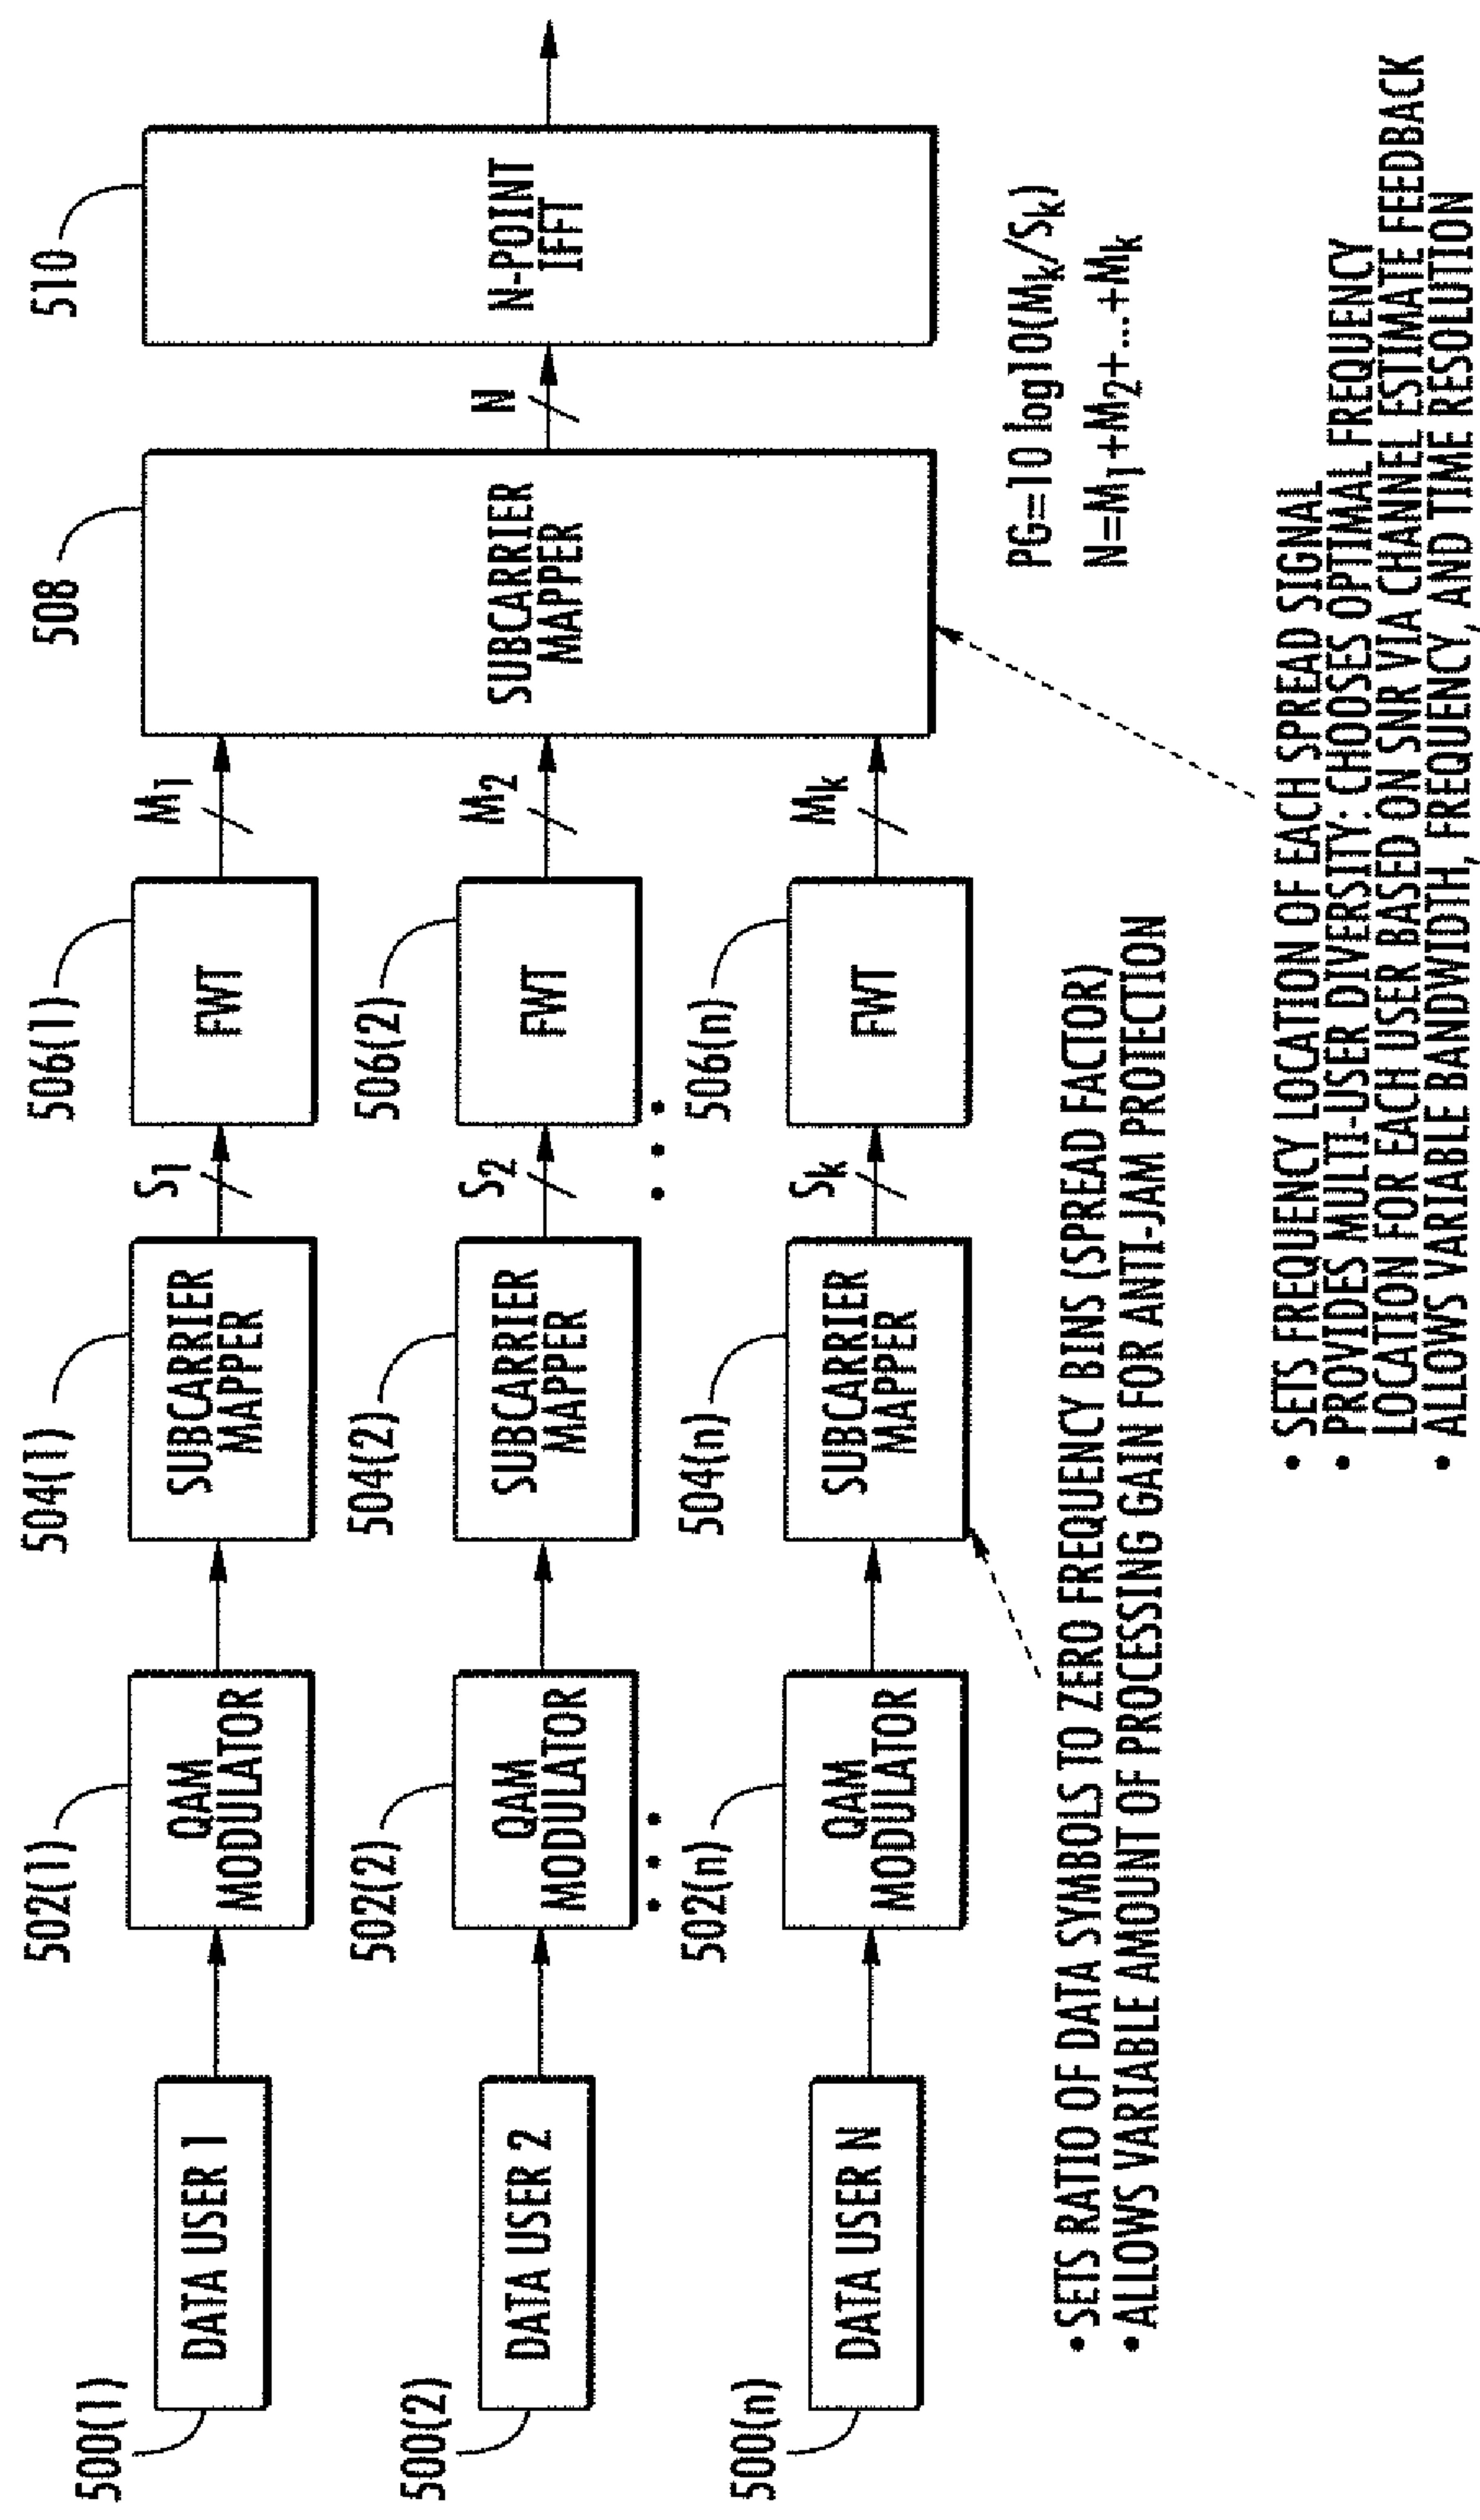 500(1)
DATA USER 1
502(1)
QAM
MODULATOR
504(1)
SUBCARRIER
MAPPER
S1
506(1)
FWT
M1
500(2)
DATA USER 2
502(2)
QAM
MODULATOR
504(2)
SUBCARRIER
MAPPER
S2
506(2)
FWT
M2
500(n)
DATA USER N
502(n)
QAM
MODULATOR
504(n)
SUBCARRIER
MAPPER
Sk
506(n)
FWT
Mk
508
SUBCARRIER
MAPPER
N
510
N-POINT
IFFT
PG=10 log10(Mk/Sk)
N=M1+M2+...+Mk
• SETS RATIO OF DATA SYMBOLS TO ZERO FREQUENCY BINS (SPREAD FACTOR)
• ALLOWS VARIABLE AMOUNT OF PROCESSING GAIN FOR ANTI-JAM PROTECTION
• SETS FREQUENCY LOCATION OF EACH SPREAD SIGNAL
• PROVIDES MULTI-USER DIVERSITY: CHOOSES OPTIMAL FREQUENCY
LOCATION FOR EACH USER BASED ON SNR VIA CHANNEL ESTIMATE FEEDBACK
• ALLOWS VARIABLE BANDWIDTH, FREQUENCY, AND TIME RESOLUTION